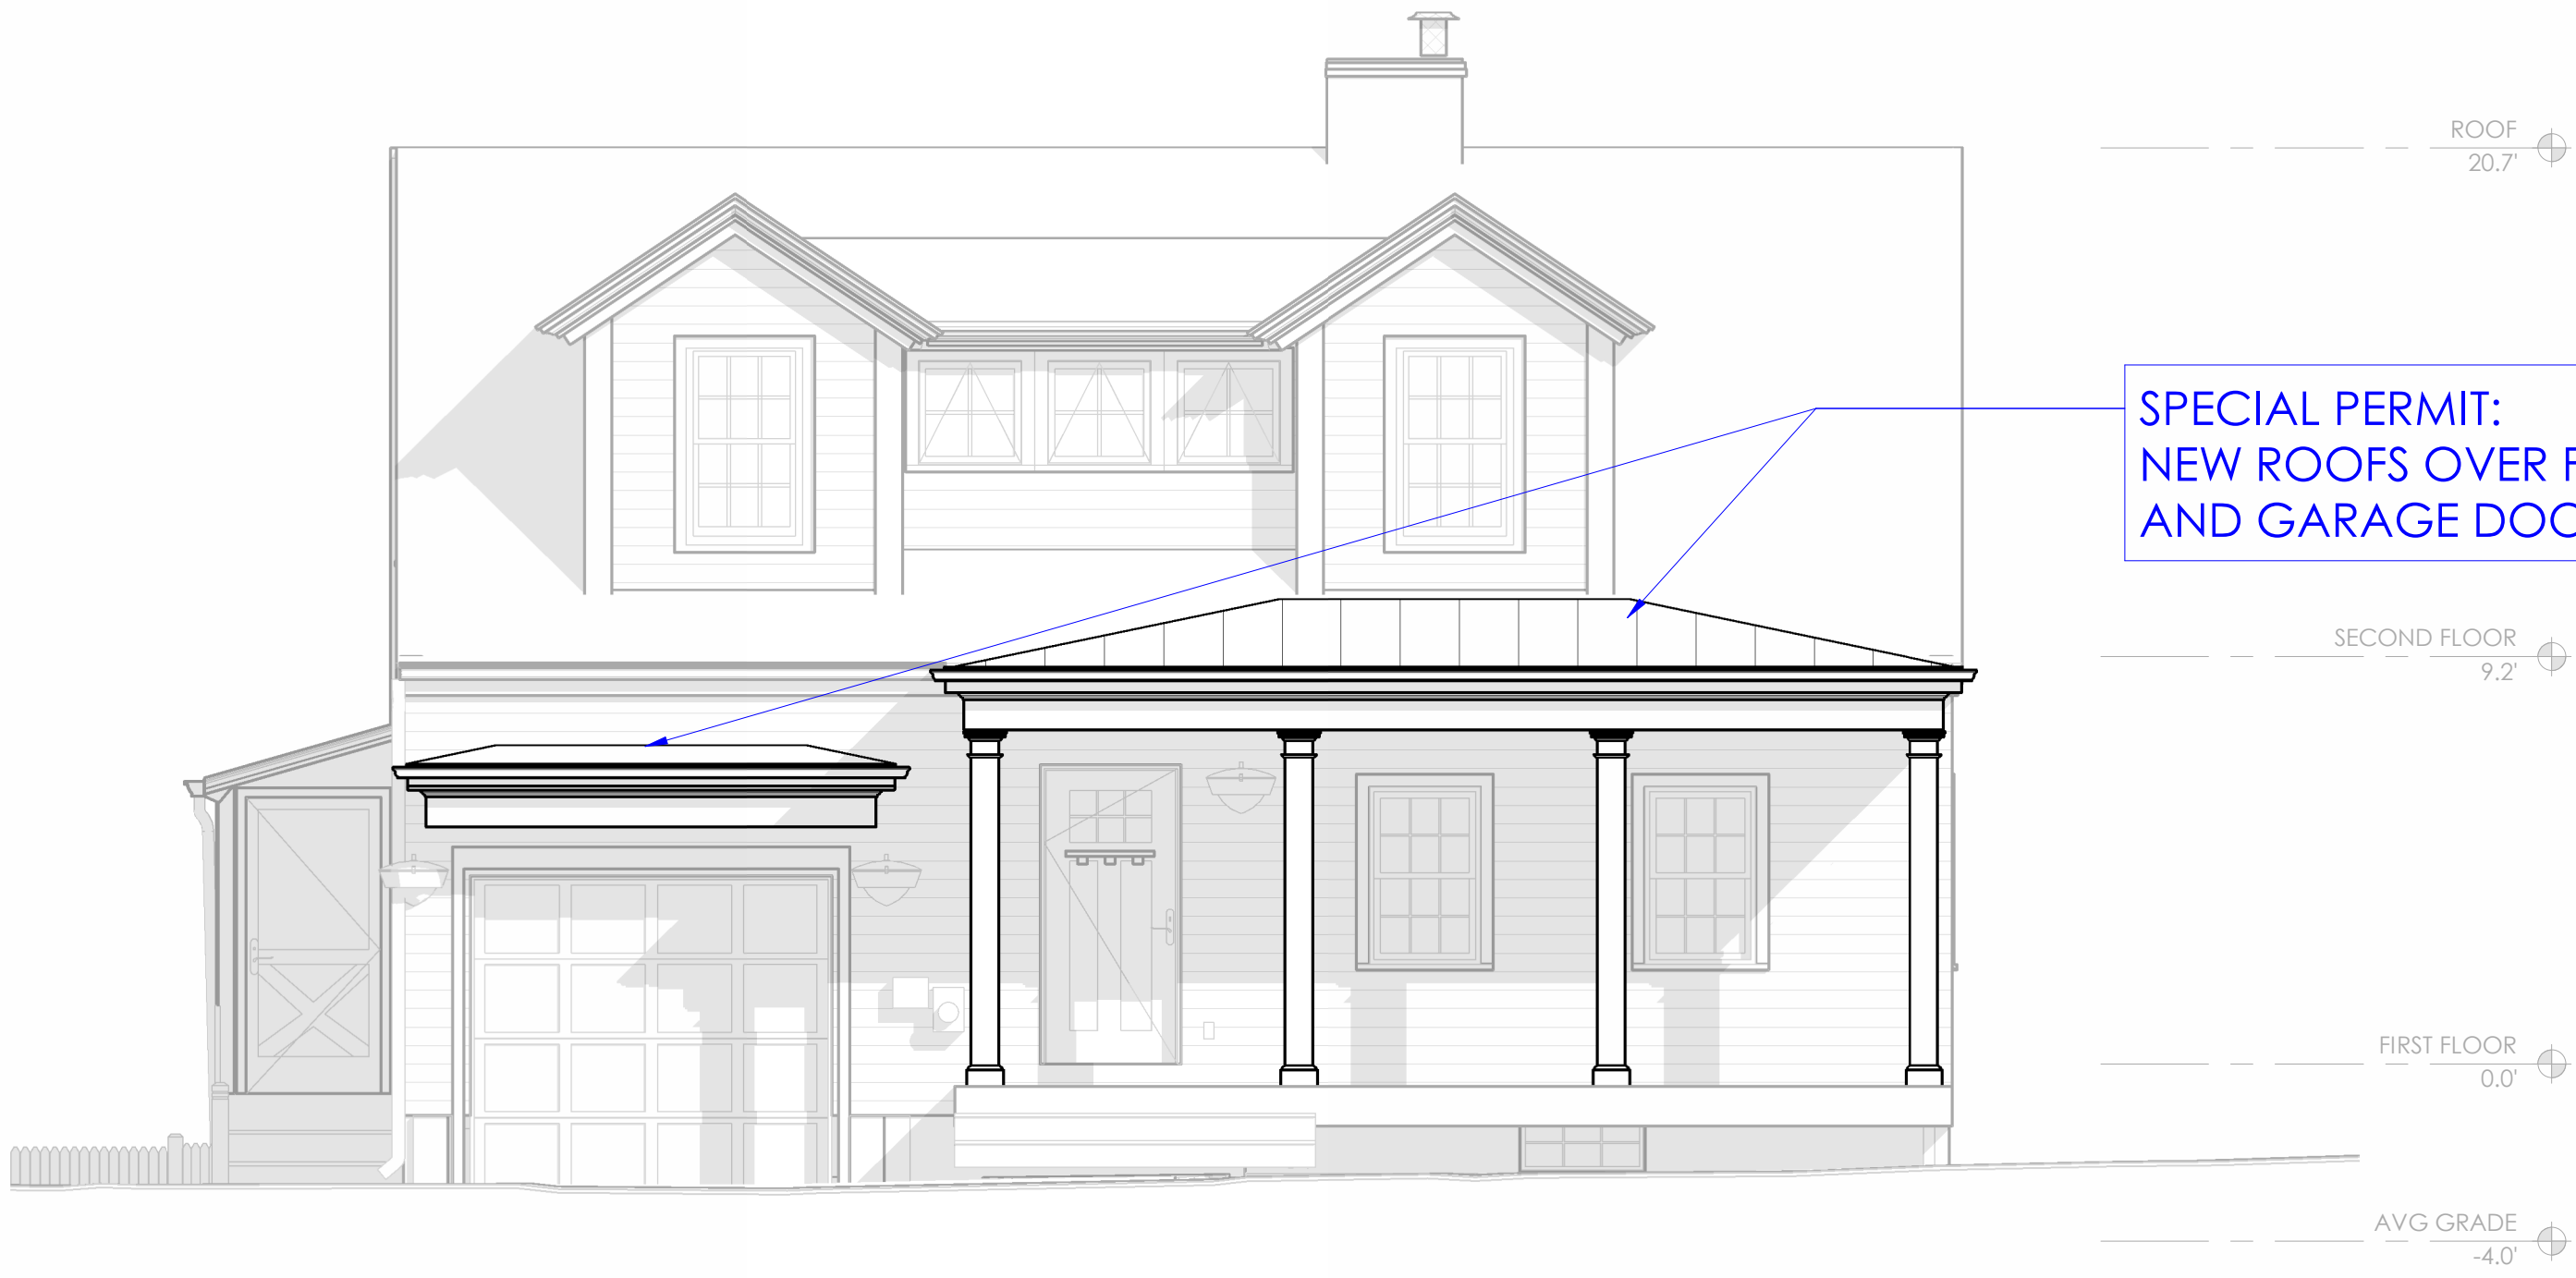 ROOF
20.7'
SPECIAL PERMIT:
NEW ROOFS OVER
AND GARAGE
SECOND FLOOR
9.2'
FIRST FLOOR
0.0'
AVG GRADE
-4.0'